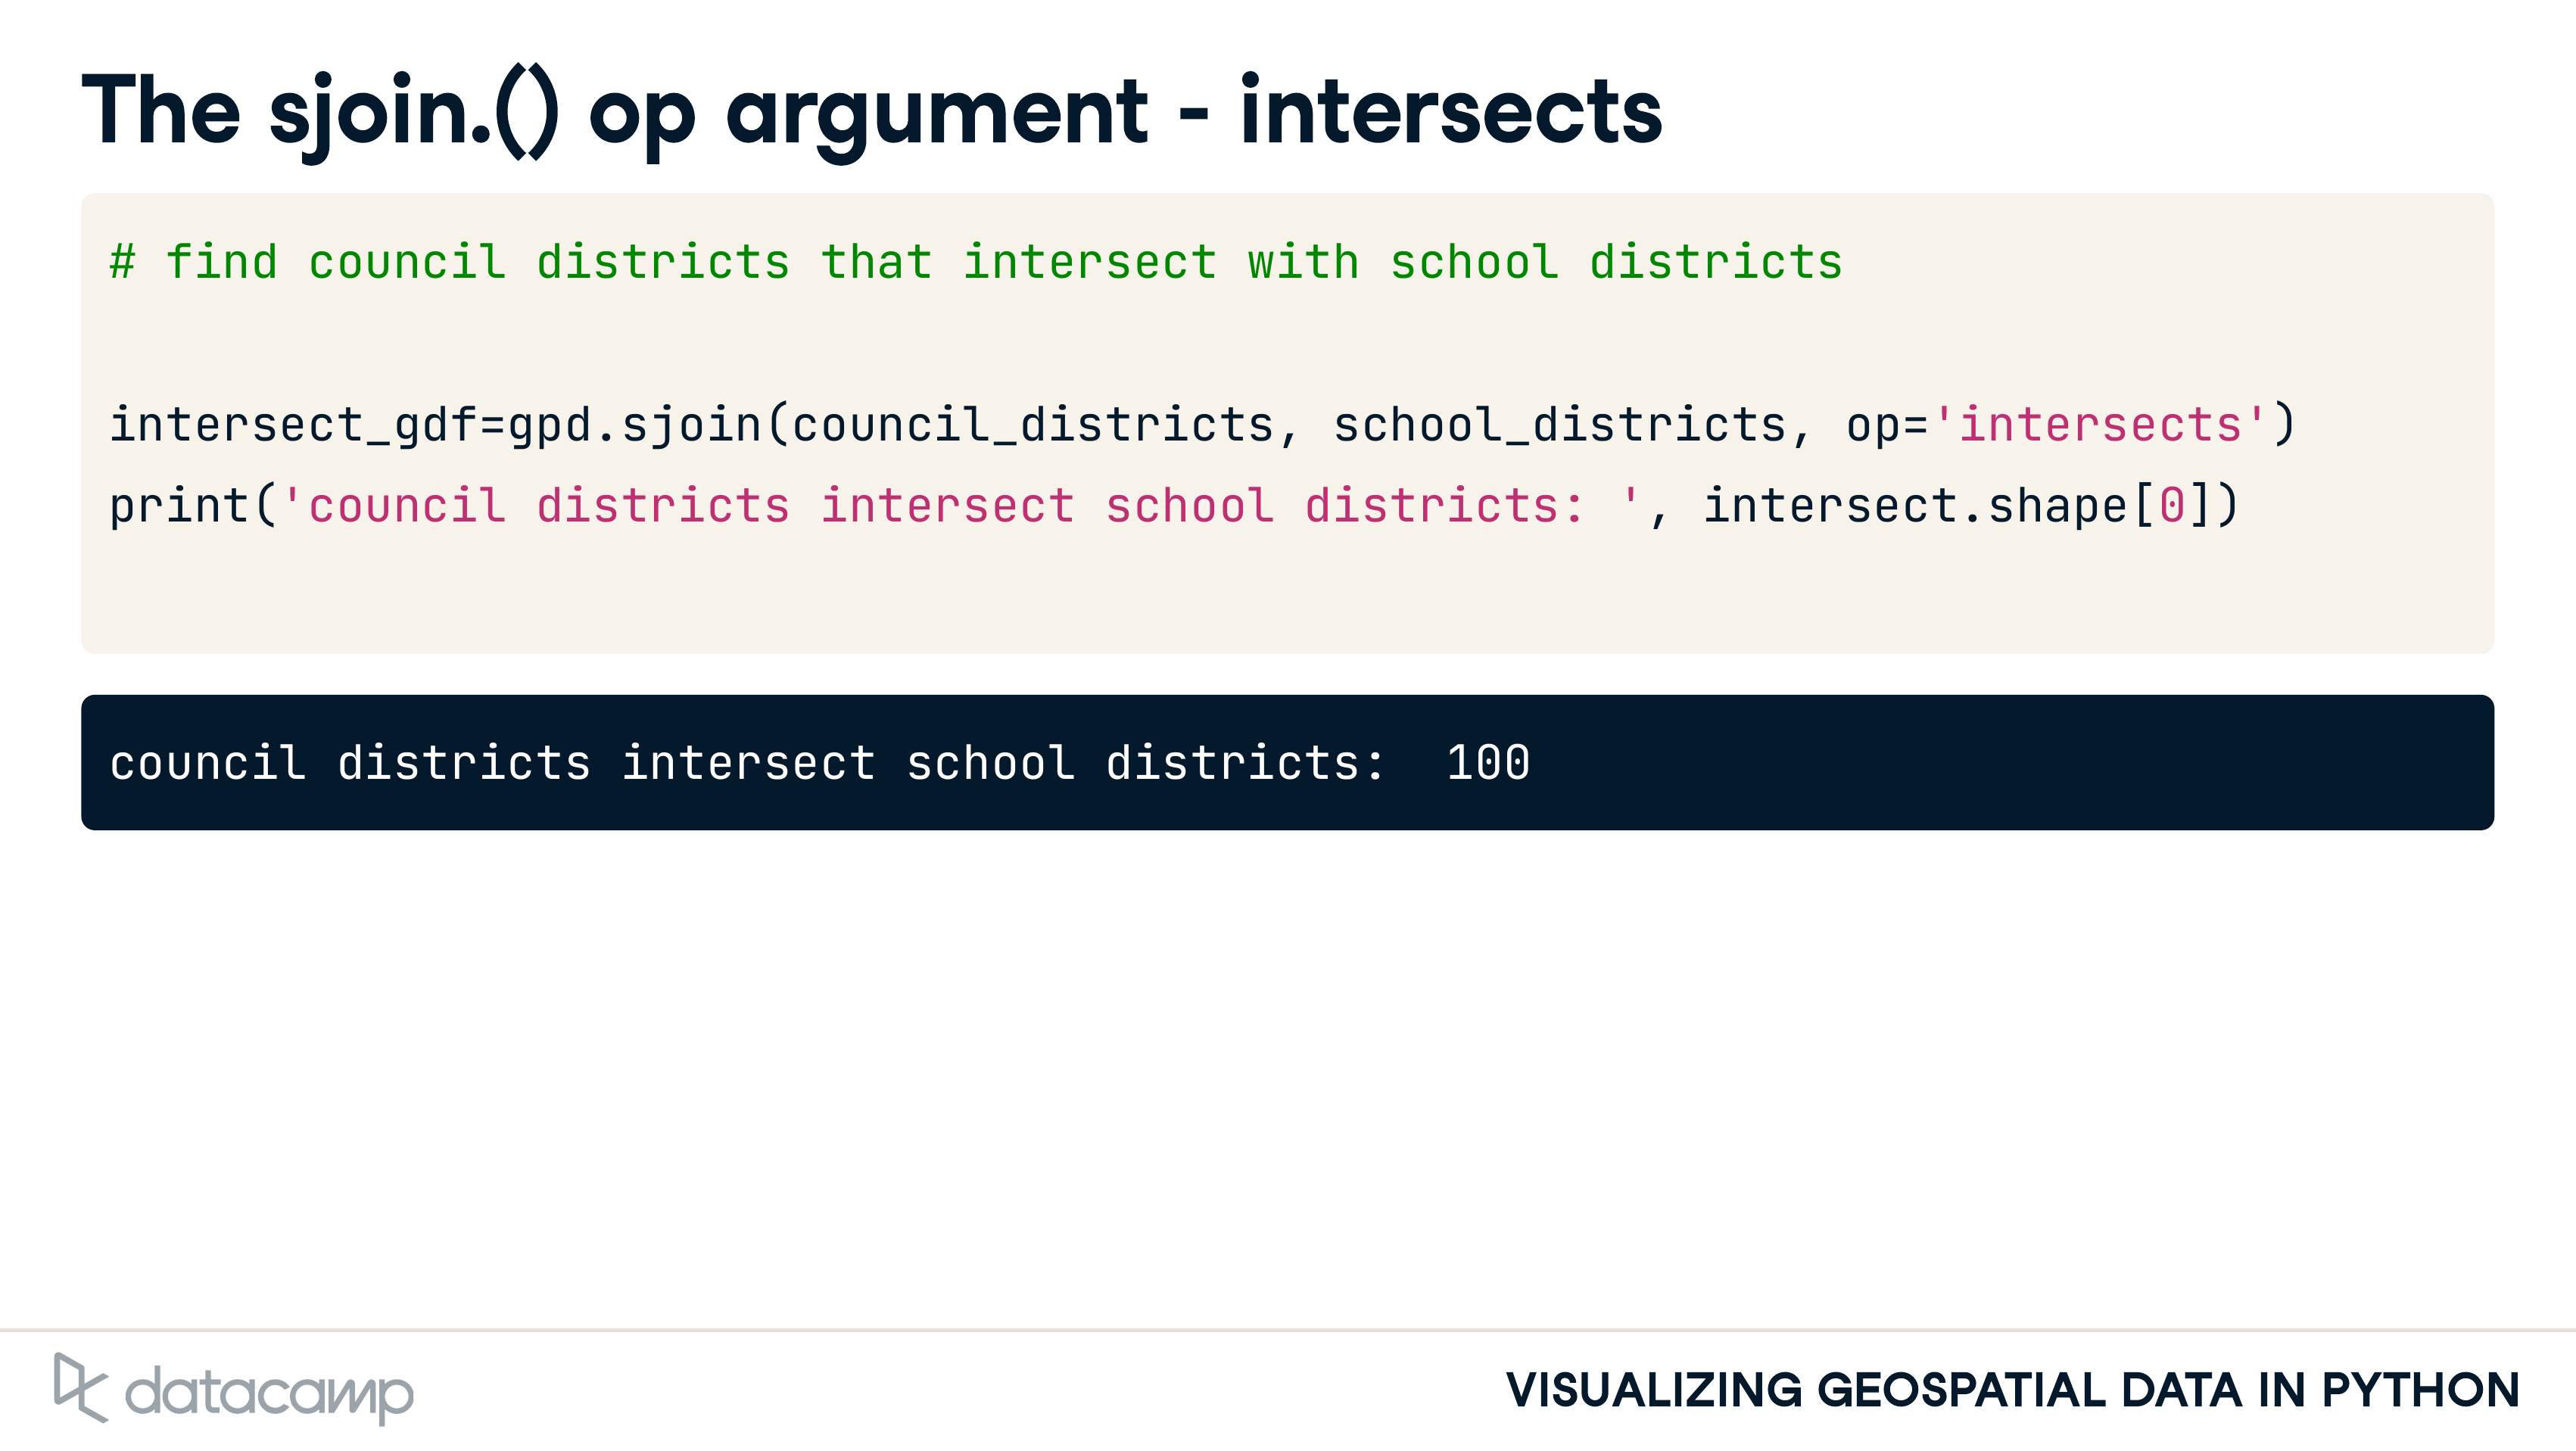 The sjoin.() op argument - intersects
# find council districts that intersect with school districts
intersect_gdf=gpd.sjoin(council_districts, school_districts, op='intersects')
print('council districts intersect school districts: ', intersect.shape[0])
council districts intersect school districts:  100
datacamp
VISUALIZING GEOSPATIAL DATA IN PYTHON